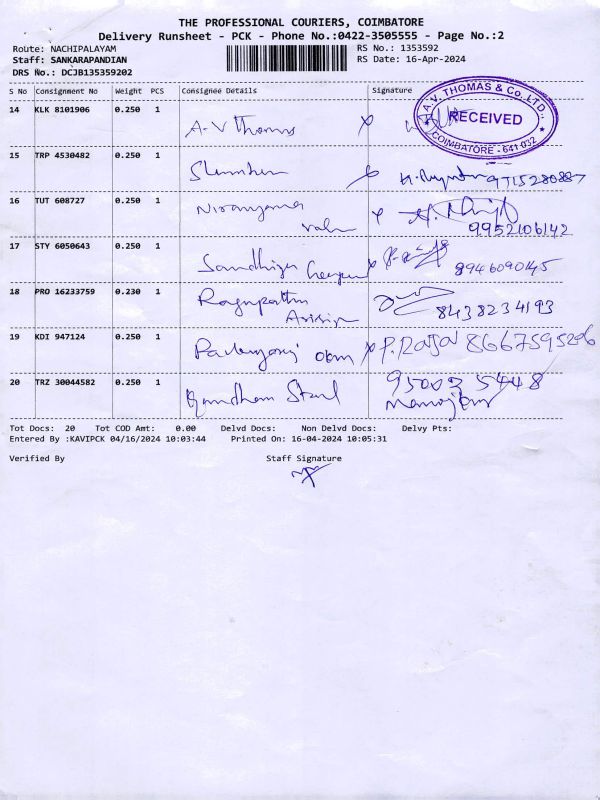 THE PROFESSIONAL COURIERS, COIMBATORE
Delivery Runsheet - PCK - Phone No.:0422-3505555 - Page No.:2
Route: NACHIPALAYAM
RS No.: 1353592
Staff: SANKARAPANDIAN
RS Date: 16-Apr-2024
DRS No.: DCJB135359202
S No Consignment No Weight PCS Consignee Details Signature
14 KLK 8101906 0.250 1 A.V Thomas
A.V. THOMAS & Co. LTD.,
RECEIVED
COIMBATORE - 641 032
15 TRP 4530482 0.250 1
16 TUT 608727 0.250 1
9952106142
17 STY 6050643 0.250 1
8946090145
18 PRO 16233759 0.230 1
8438234193
19 KDI 947124 0.250 1 P. Raja
20 TRZ 30044582 0.250 1
95003 5448
Tot Docs: 20 Tot COD Amt: 0.00 Delvd Docs: Non Delvd Docs: Delvy Pts:
Entered By :KAVIPCK 04/16/2024 10:03:44 Printed On: 16-04-2024 10:05:31
Verified By Staff Signature